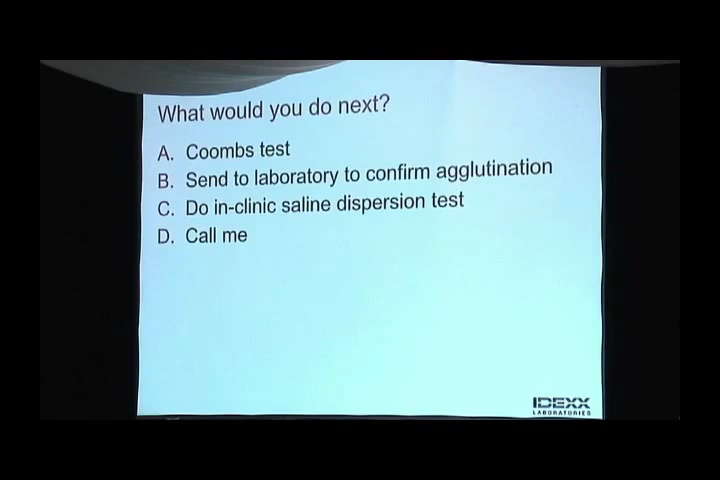 What would you do next?
A. Coombs test
B. Send to laboratory to confirm agglutination
C. Do in-clinic saline dispersion test
D. Call me
IDEXX
LABORATORIES